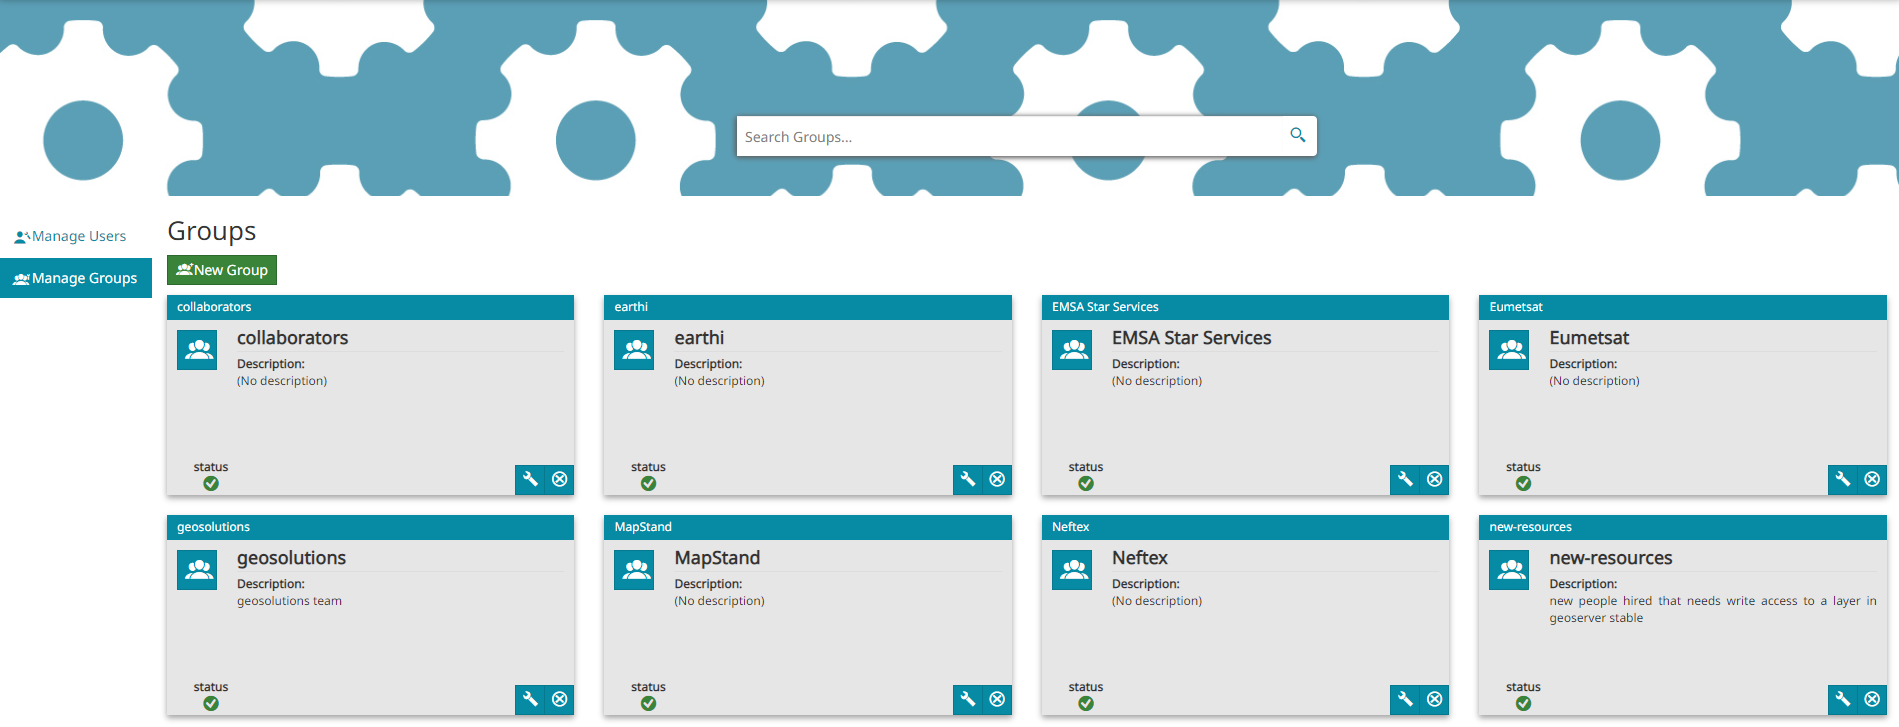 Search Groups...
Manage Users
Manage Groups
Groups
New Group
collaborators
collaborators
Description:
(No description)
status
earthi
earthi
Description:
(No description)
status
EMSA Star Services
EMSA Star Services
Description:
(No description)
status
Eumetsat
Eumetsat
Description:
(No description)
status
geosolutions
geosolutions
Description:
geosolutions team
status
MapStand
MapStand
Description:
(No description)
status
Neftex
Neftex
Description:
(No description)
status
new-resources
new-resources
Description:
new people hired that needs write access to a layer in
geoserver stable
status